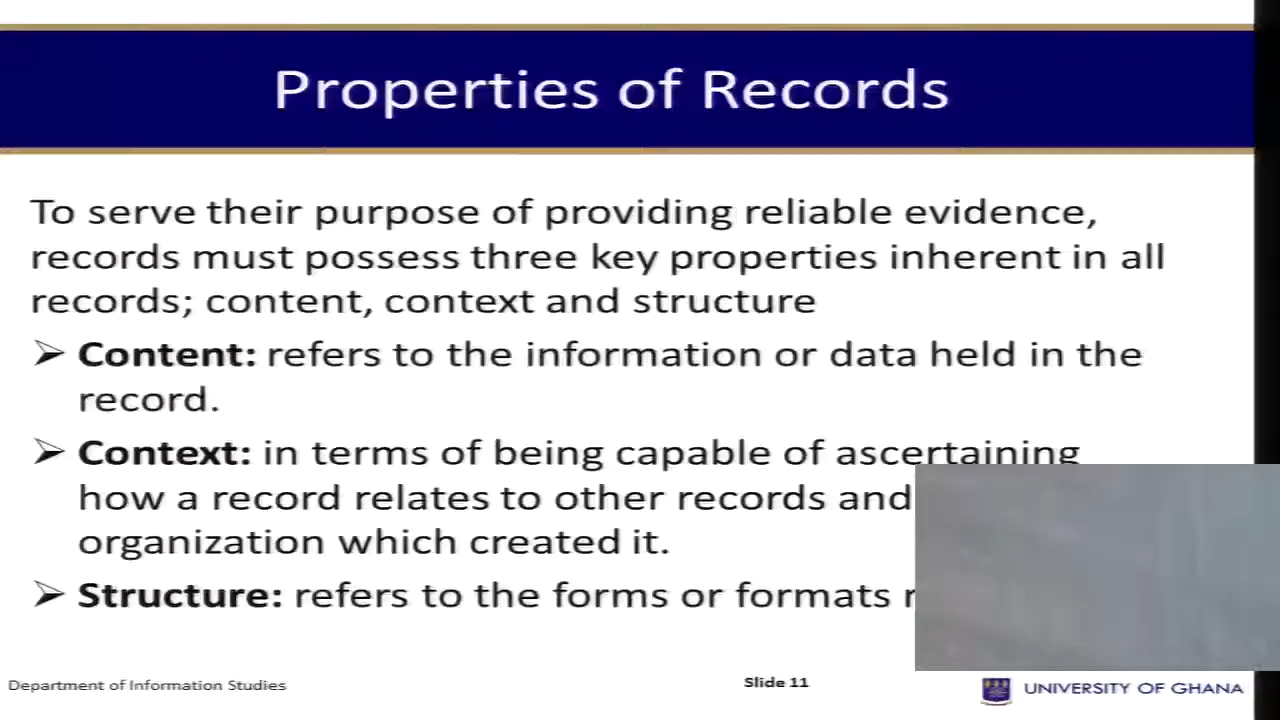 Properties of Records
To serve their purpose of providing reliable evidence,
records must possess three key properties inherent in all
records; content, context and structure
➢ Content: refers to the information or data held in the
record.
➢ Context: in terms of being capable of ascertaining
how a record relates to other records and
organization which created it.
➢ Structure: refers to the forms or formats
Department of Information Studies
Slide 11
UNIVERSITY OF GHANA